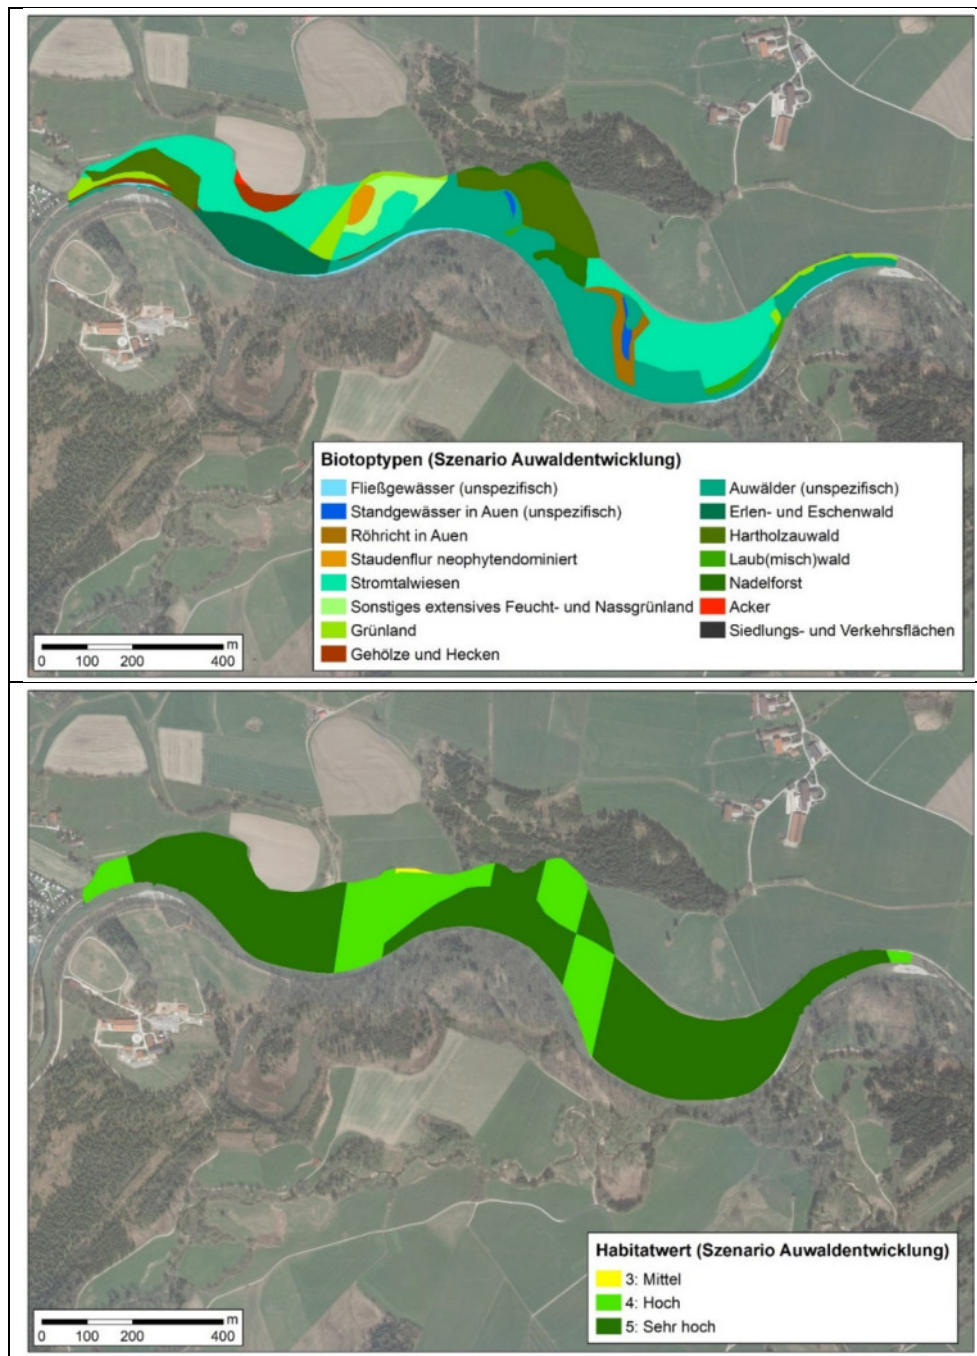 Biotoptypen (Szenario Auwaldentwicklung)
Fließgewässer (unspezifisch)
Standgewässer in Auen (unspezifisch)
Röhricht in Auen
Staudenflur neophytendominiert
Stromtalwiesen
Sonstiges extensives Feucht- und Nassgrünland
Grünland
Gehölze und Hecken
Auwälder (unspezifisch)
Erlen- und Eschenwald
Hartholzauwald
Laub(misch)wald
Nadelforst
Acker
Siedlungs- und Verkehrsflächen
m
0 100 200 400
Habitatwert (Szenario Auwaldentwicklung)
3: Mittel
4: Hoch
5: Sehr hoch
m
0 100 200 400